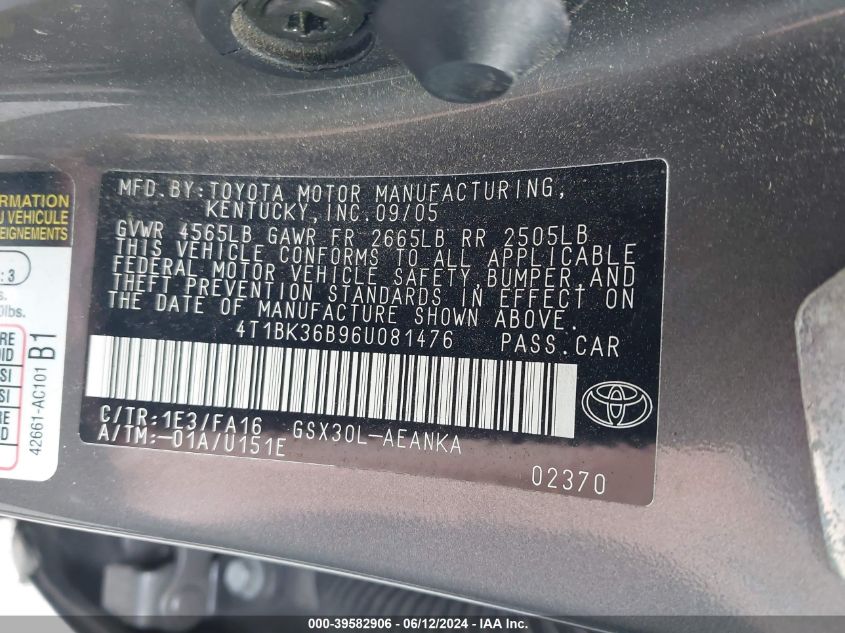 MFD.BY:TOYOTA MOTOR MANUFACTURING,
KENTUCKY,INC.09/05
GVWR 4565LB GAWR FR 2665LB RR 2505LB
THIS VEHICLE CONFORMS TO ALL APPLICABLE
FEDERAL MOTOR VEHICLE SAFETY,BUMPER,AND
THEFT PREVENTION STANDARDS IN EFFECT ON
THE DATE OF MANUFACTURE SHOWN ABOVE.
4T1BK36B96U081476 PASS.CAR
C/TR:1E3/FA16 GSX30L-AEANKA
A/TM:-01A/U151E
02370
42661-AC101 B1
000-39582906 - 06/12/2024 - IAA Inc.